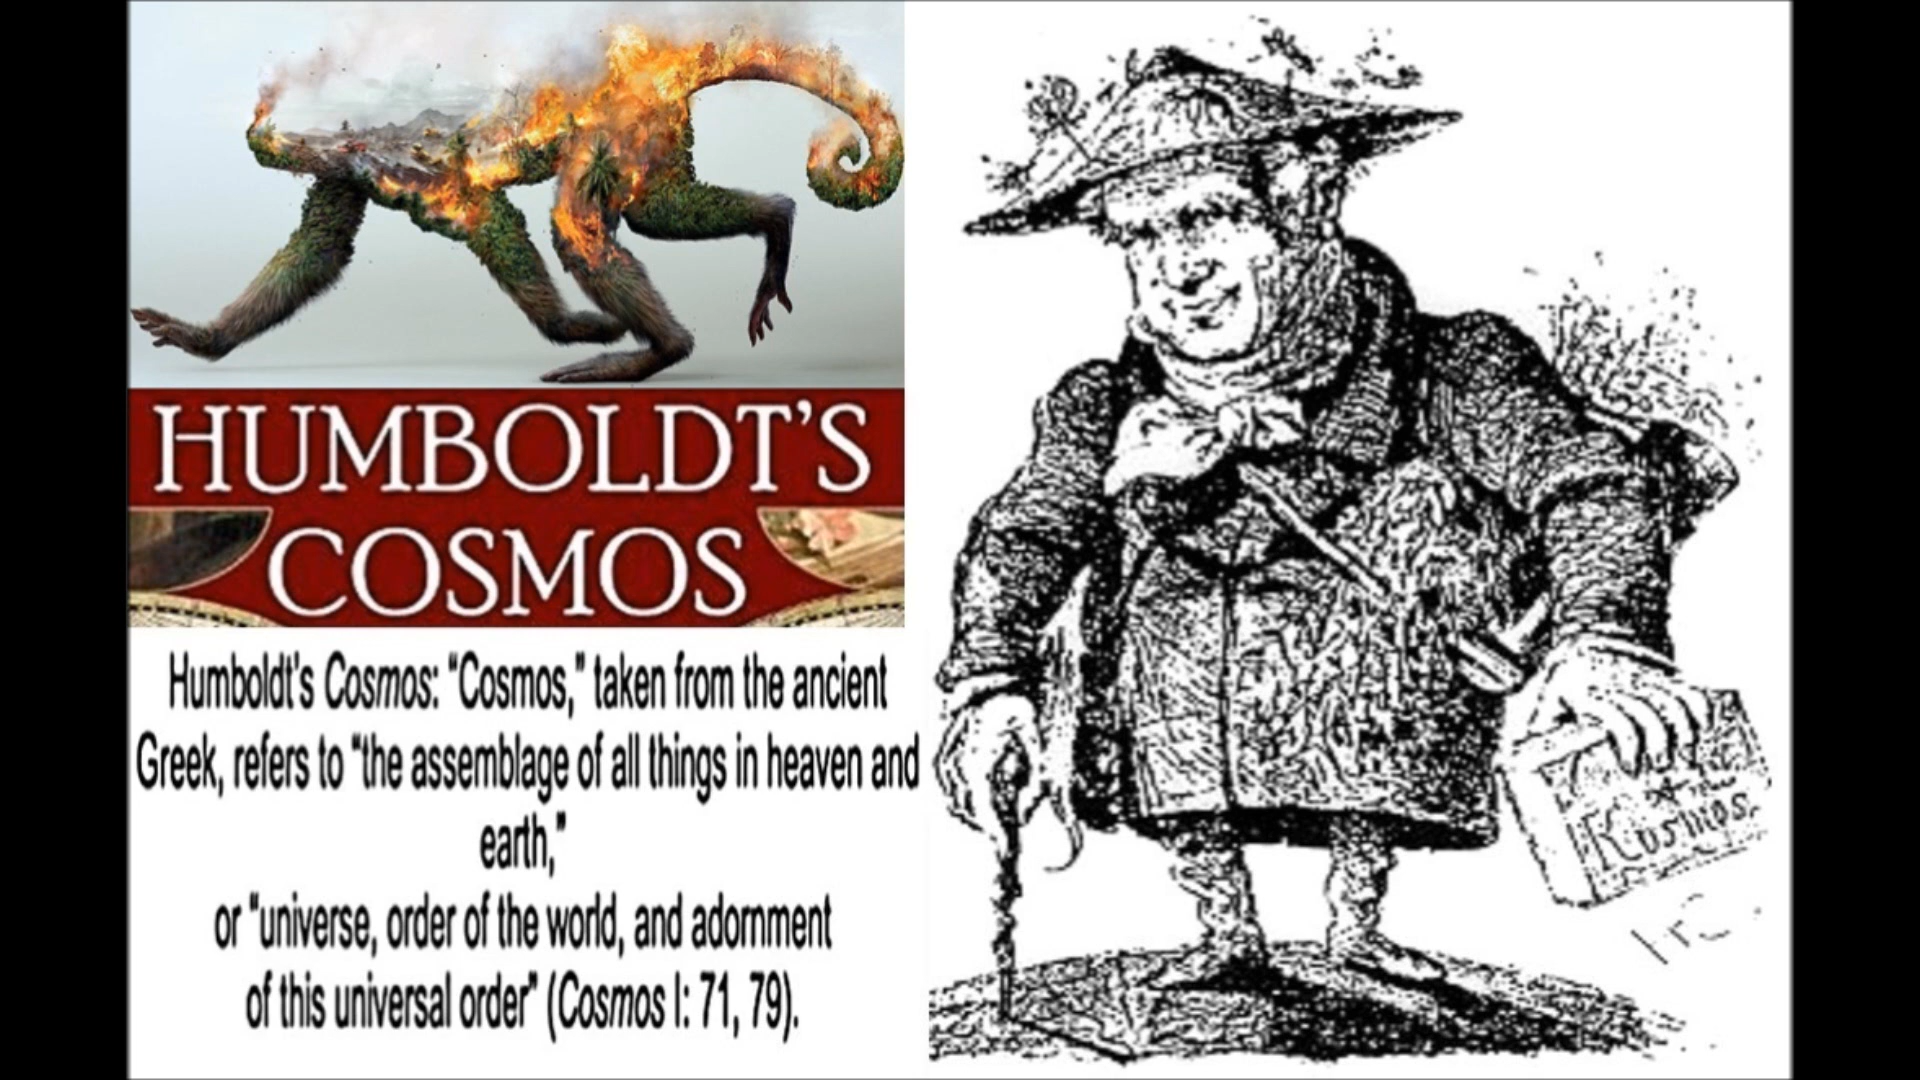 HUMBOLDT'S
COSMOS
Humboldt's Cosmos: “Cosmos,” taken from the ancient
Greek, refers to “the assemblage of all things in heaven and
earth,”
or “universe, order of the world, and adornment
of this universal order” (Cosmos I: 71, 79).
Kosmos.